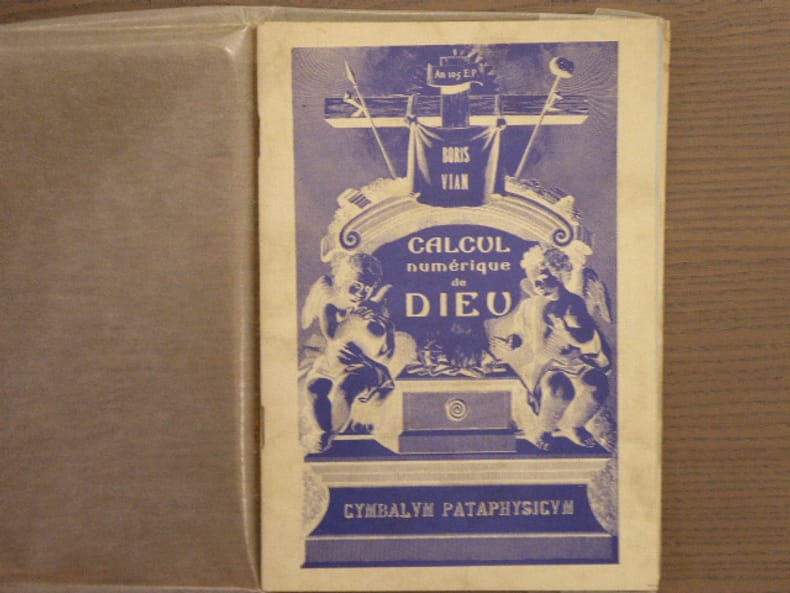 An 105 E.P
BORIS
VIAN
CALCUL
numérique
de
DIEU
CYMBALVM PATAPHYSICVM